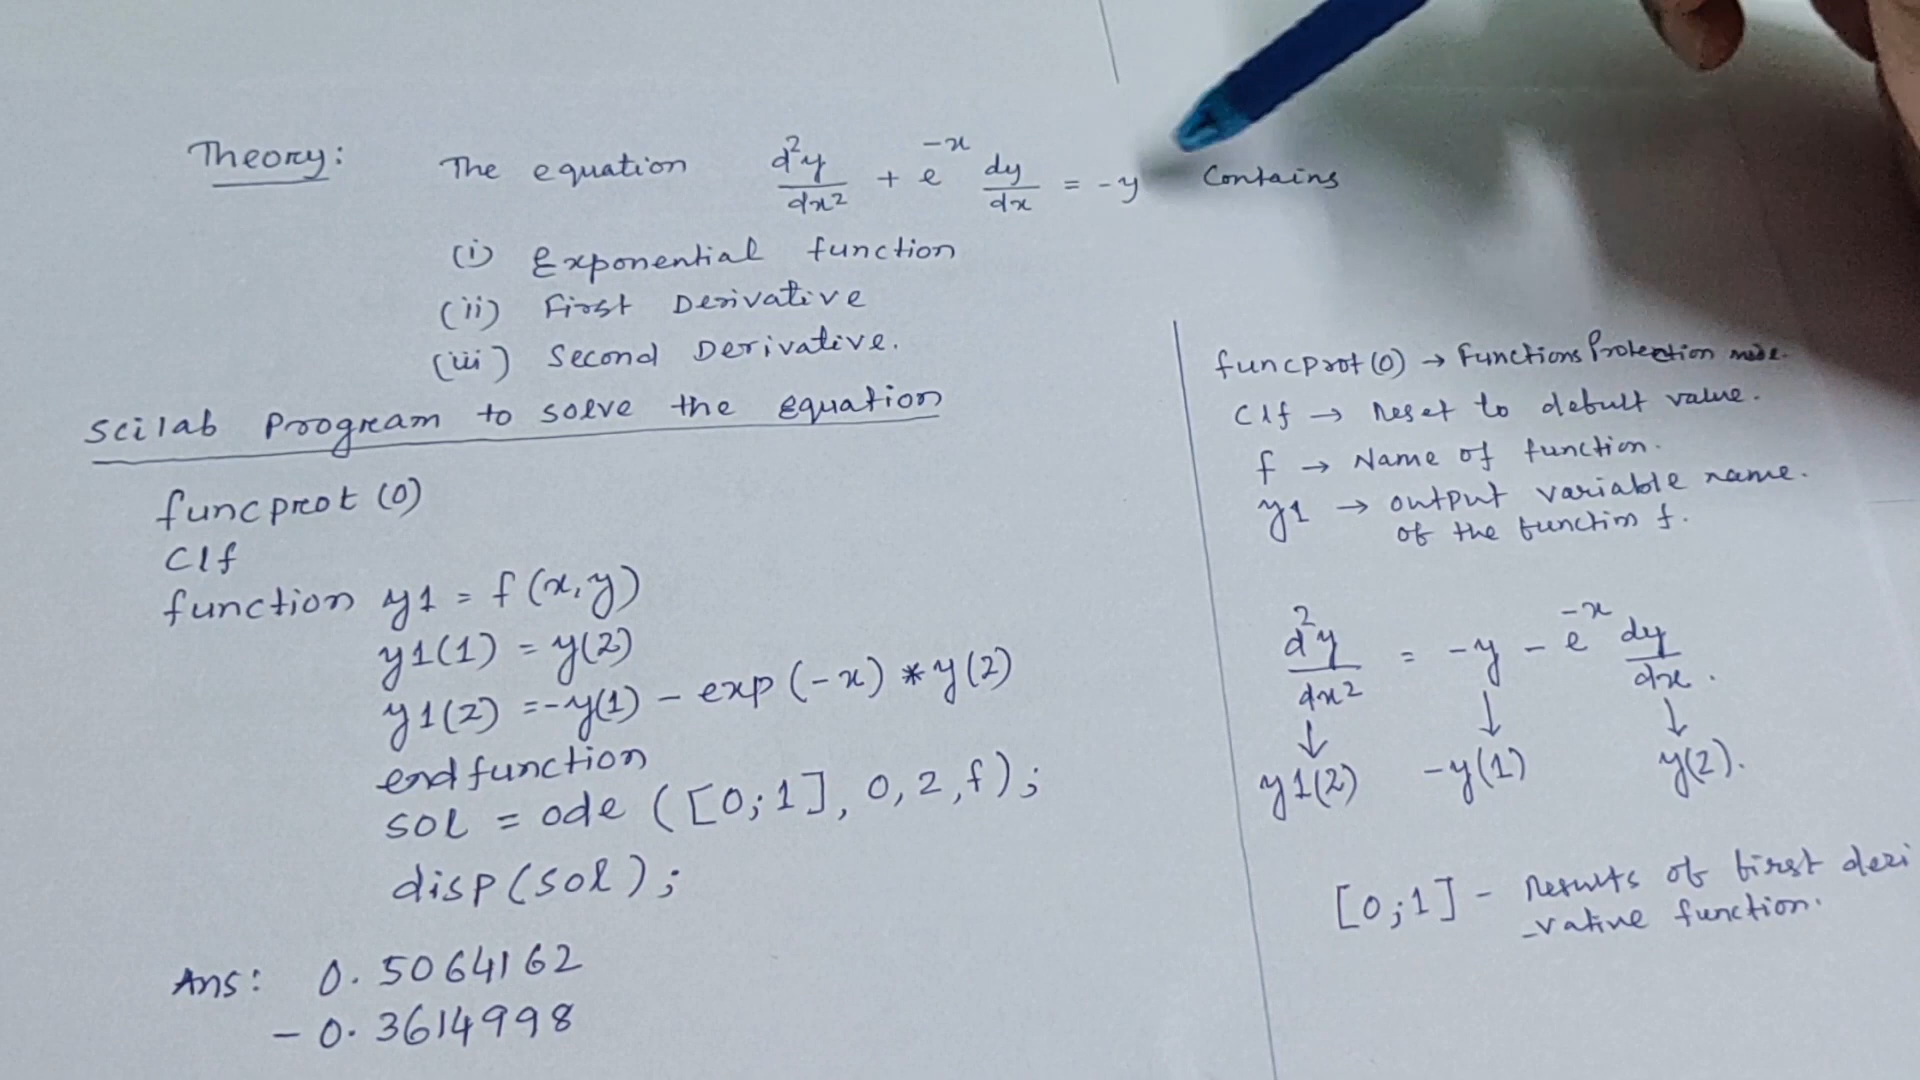 Theory: The equation d²y/dx² + e^-x dy/dx = -y Contains
(i) Exponential function
(ii) First Derivative
(iii) Second Derivative.
Scilab Program to solve the equation
funcprot (0)
Clf
function y1 = f(x,y)
y1(1) = y(2)
y1(2) = -y(1) - exp(-x) * y(2)
endfunction
sol = ode ([0;1], 0, 2, f);
disp(sol);
Ans: 0.5064162
-0.3614998
funcprot (0) → Functions Protection mode.
Clf → Reset to default value.
f → Name of function.
y1 → output variable name.
of the function f.
d²y/dx² = -y - e^-x dy/dx.
↓ ↓ ↓
y1(2) -y(1) y(2).
[0;1] - Results of first deri
-vative function.